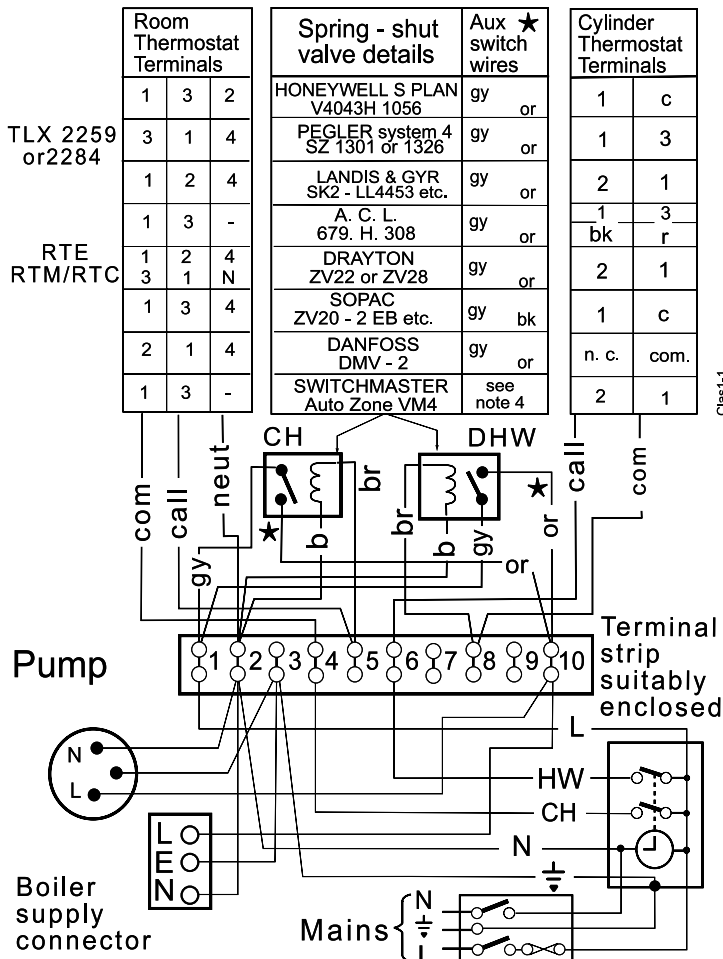 Room Thermostat Terminals
Spring - shut valve details
Aux ★ switch wires
Cylinder Thermostat Terminals
1 3 2
HONEYWELL S PLAN
V4043H 1056
gy or
1 c
TLX 2259
or2284
3 1 4
PEGLER system 4
SZ 1301 or 1326
gy or
1 3
1 2 4
LANDIS & GYR
SK2 - LL4453 etc.
gy or
2 1
1 3 -
A. C. L.
679. H. 308
gy or
1 3
bk r
RTE
RTM/RTC
1 2 4
3 1 N
DRAYTON
ZV22 or ZV28
gy or
2 1
1 3 4
SOPAC
ZV20 - 2 EB etc.
gy bk
1 c
2 1 4
DANFOSS
DMV - 2
gy or
n. c. com.
1 3 -
SWITCHMASTER
Auto Zone VM4
see
note 4
2 1
Clas1-1
CH
DHW
com
call
neut
gy
★
b
br
br
b
gy
★
or
or
call
com
1 2 3 4 5 6 7 8 9 10
Terminal
strip
suitably
enclosed
Pump
N
L
L
HW
CH
N
L
E
N
Boiler
supply
connector
Mains
N
L